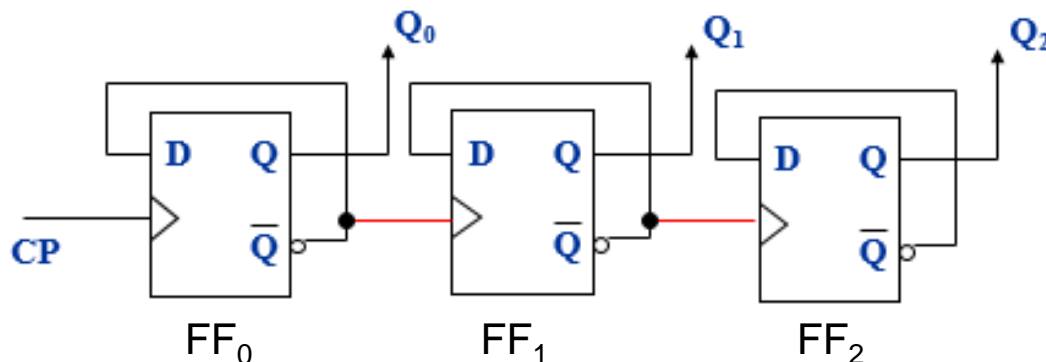 Q₀ Q₁ Q₂
D Q D Q D Q
CP Q̅ Q̅ Q̅
FF₀ FF₁ FF₂